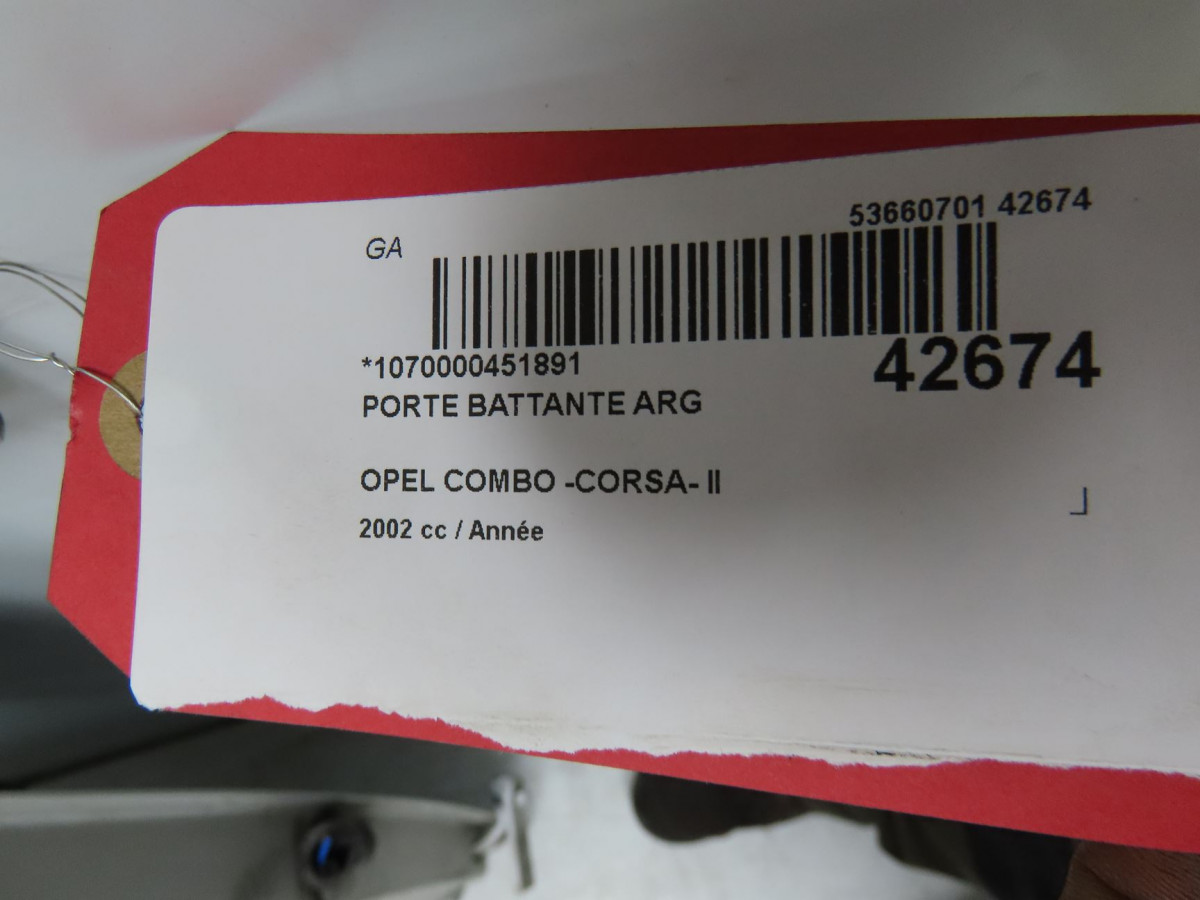 53660701 42674
GA
*1070000451891
42674
PORTE BATTANTE ARG
OPEL COMBO -CORSA- II
2002 cc / Année